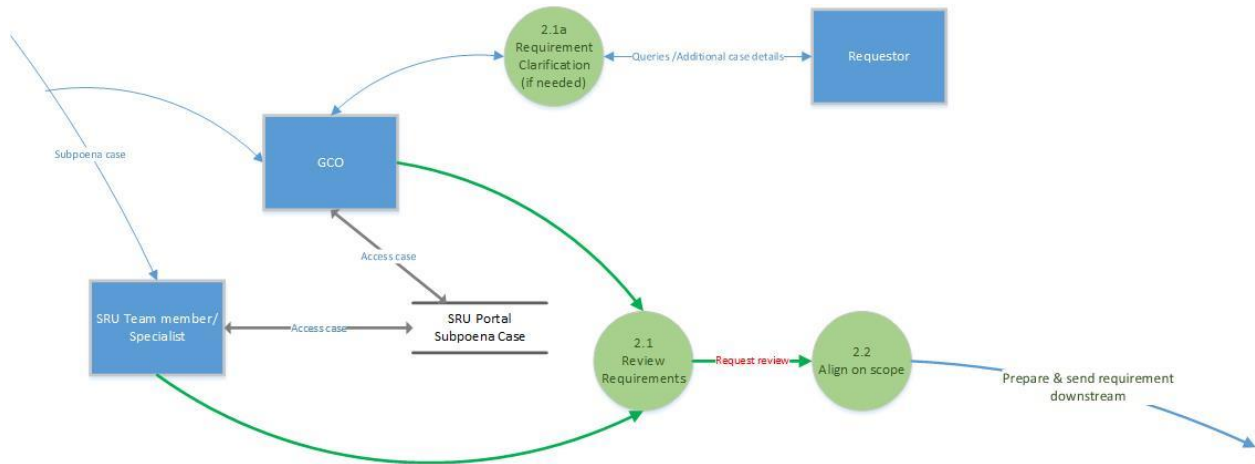 2.1a
Requirement
Clarification
(if needed)
Queries /Additional case details
Requestor
Subpoena case
GCO
Access case
SRU Team member/
Specialist
Access case
SRU Portal
Subpoena Case
2.1
Review
Requirements
Request review
2.2
Align on scope
Prepare & send requirement
downstream